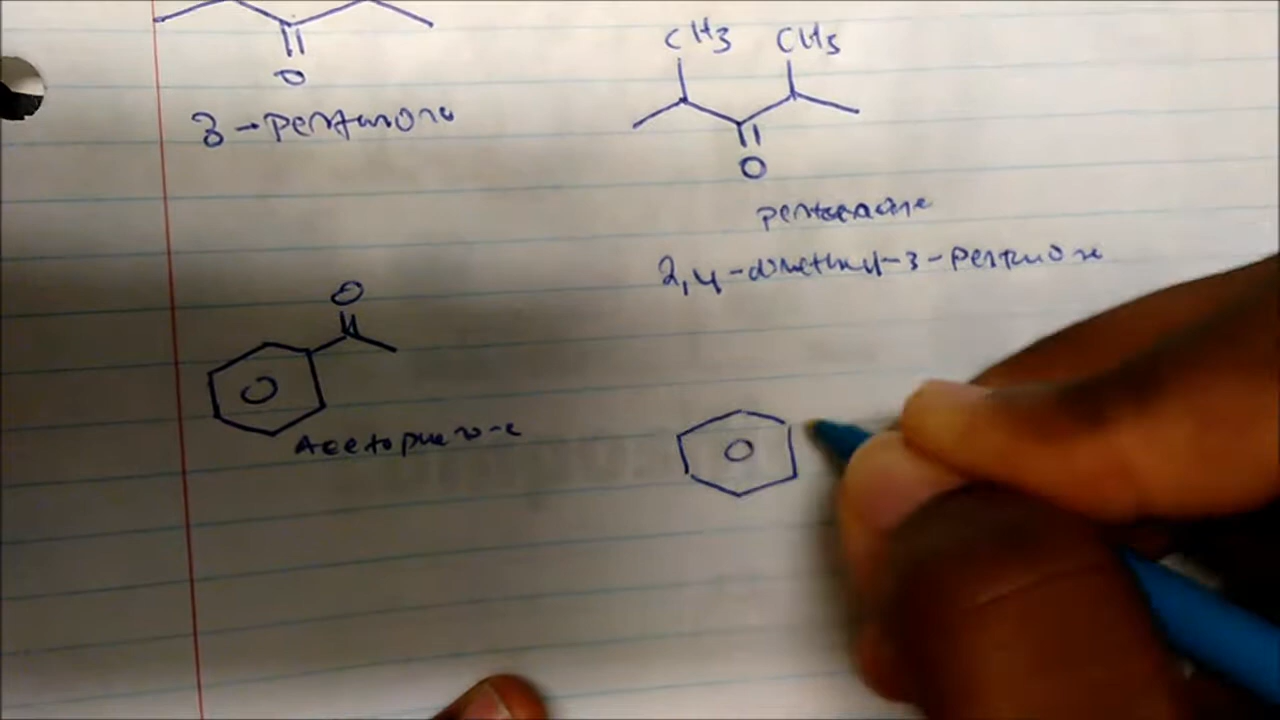 CH3 CH3
O
3-pentanone
O
pentanone
2,4-dimethyl-3-pentanone
O
Acetophenone